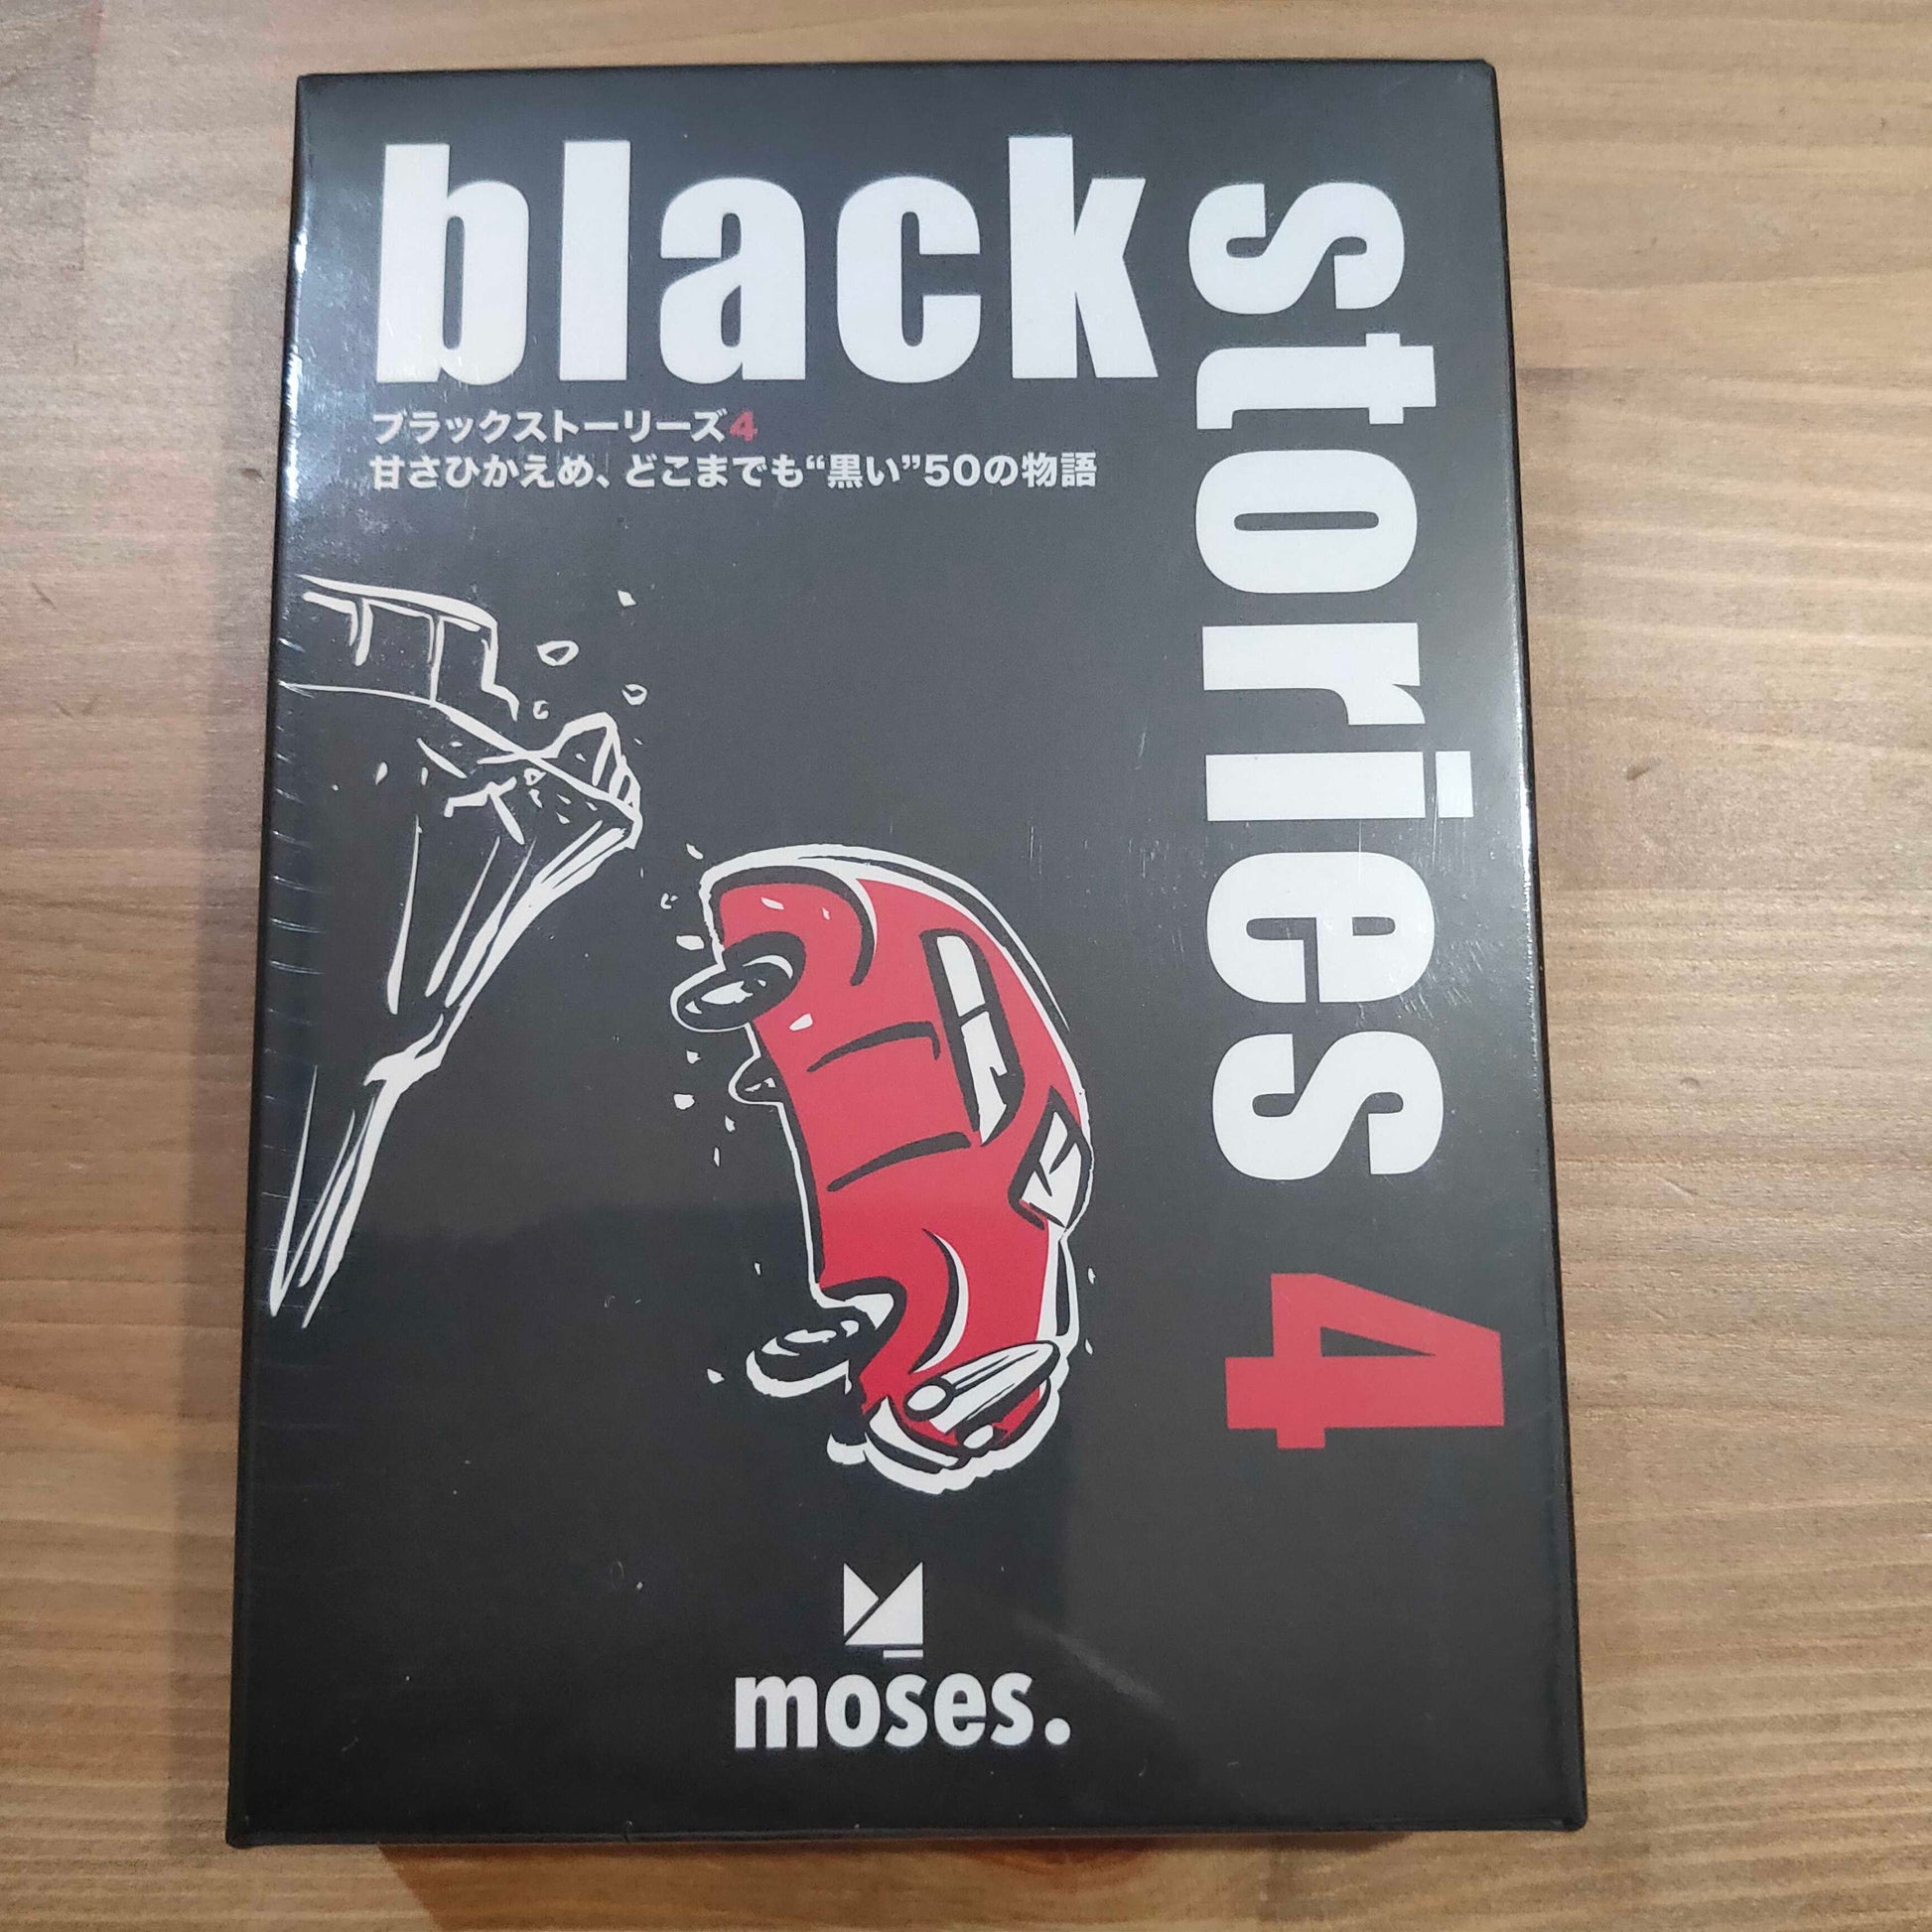 black
stories 4
ブラックストーリーズ4
甘さひかえめ、どこまでも“黒い”50の物語
moses.